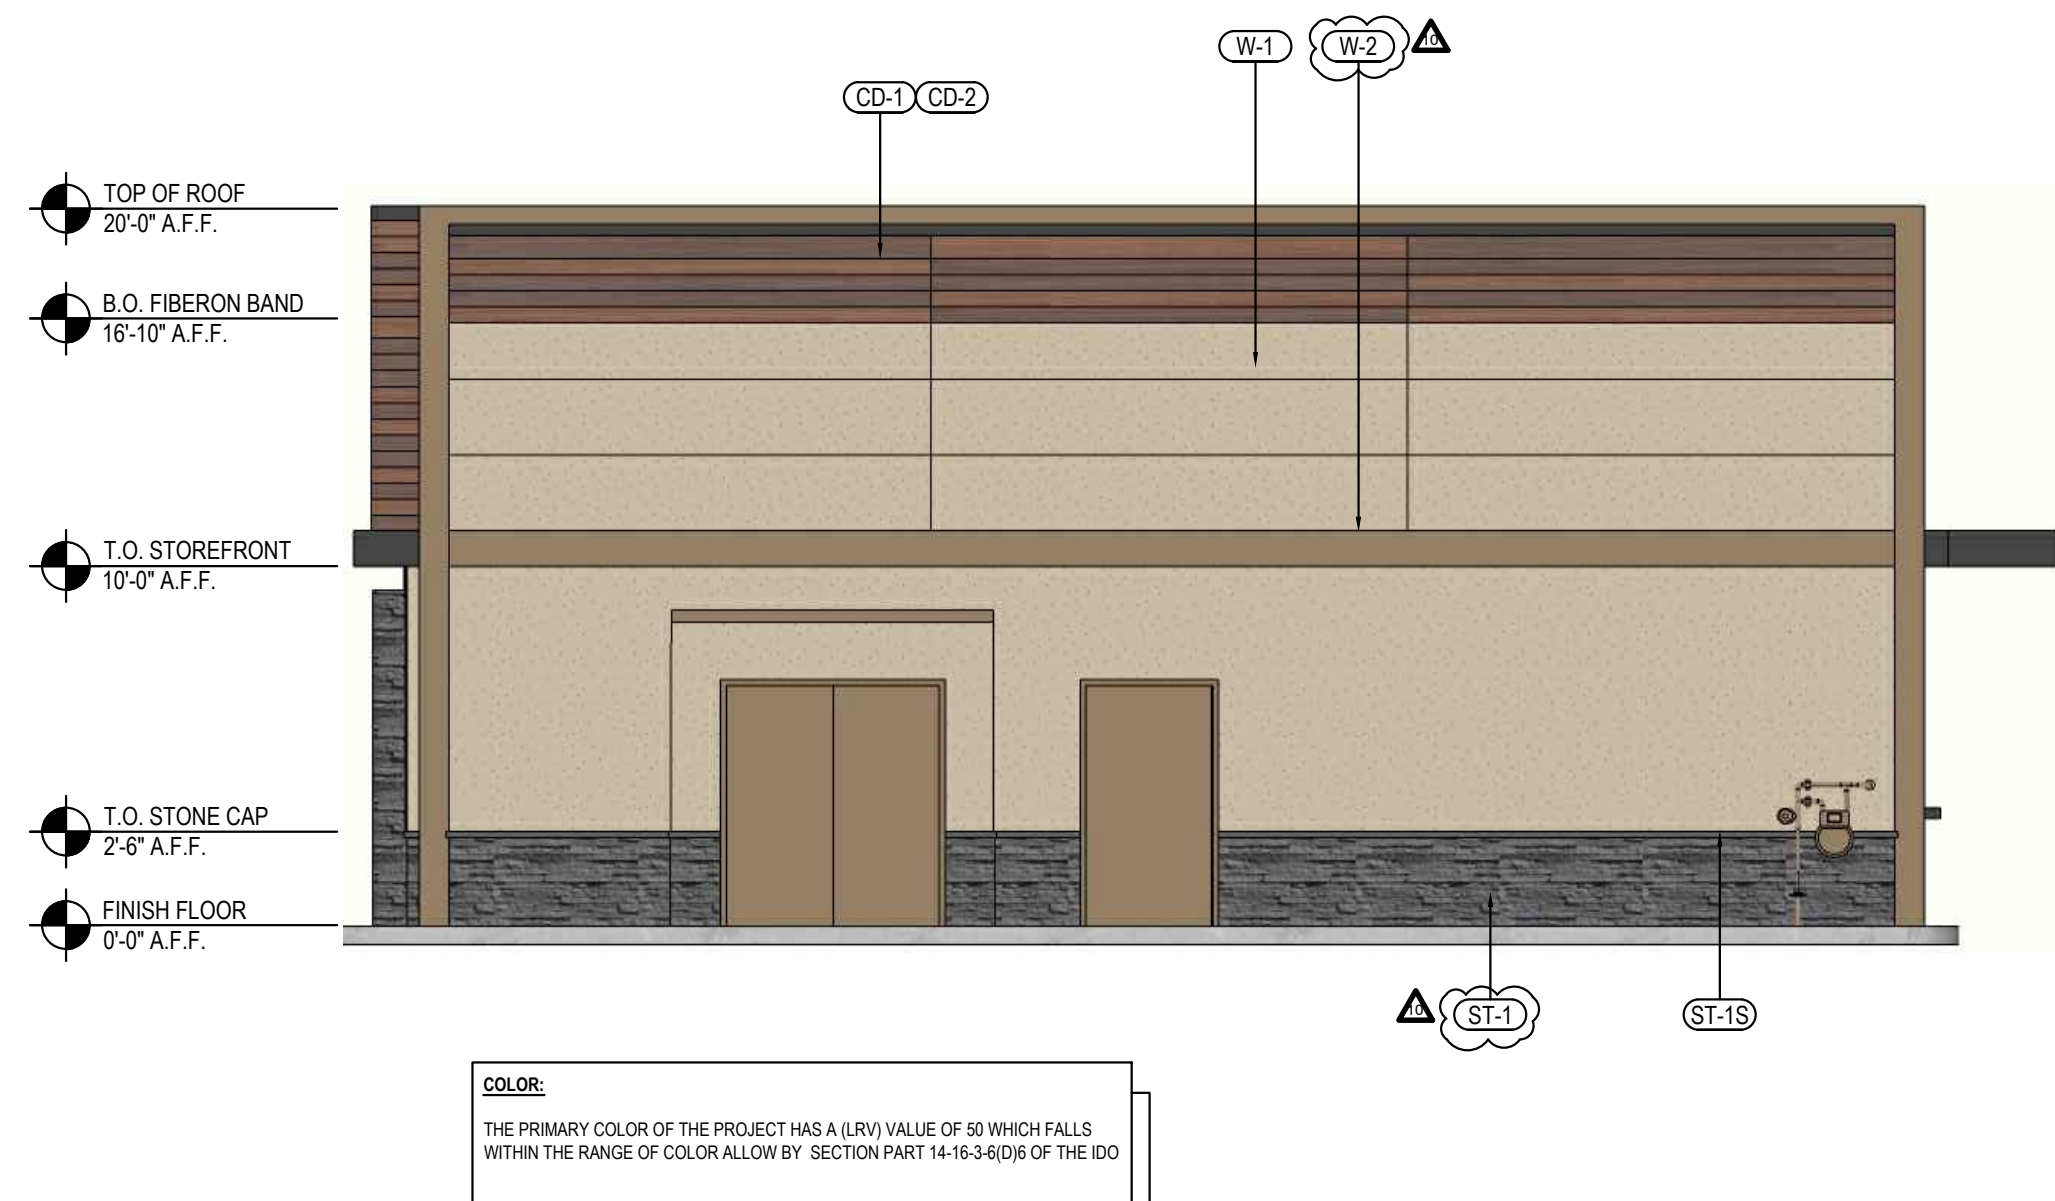 W-1
W-2
10
CD-1
CD-2
TOP OF ROOF
20'-0" A.F.F.
B.O. FIBERON BAND
16'-10" A.F.F.
T.O. STOREFRONT
10'-0" A.F.F.
T.O. STONE CAP
2'-6" A.F.F.
FINISH FLOOR
0'-0" A.F.F.
10
ST-1
ST-1S
COLOR:
THE PRIMARY COLOR OF THE PROJECT HAS A (LRV) VALUE OF 50 WHICH FALLS
WITHIN THE RANGE OF COLOR ALLOW BY SECTION PART 14-16-3-6(D)6 OF THE IDO